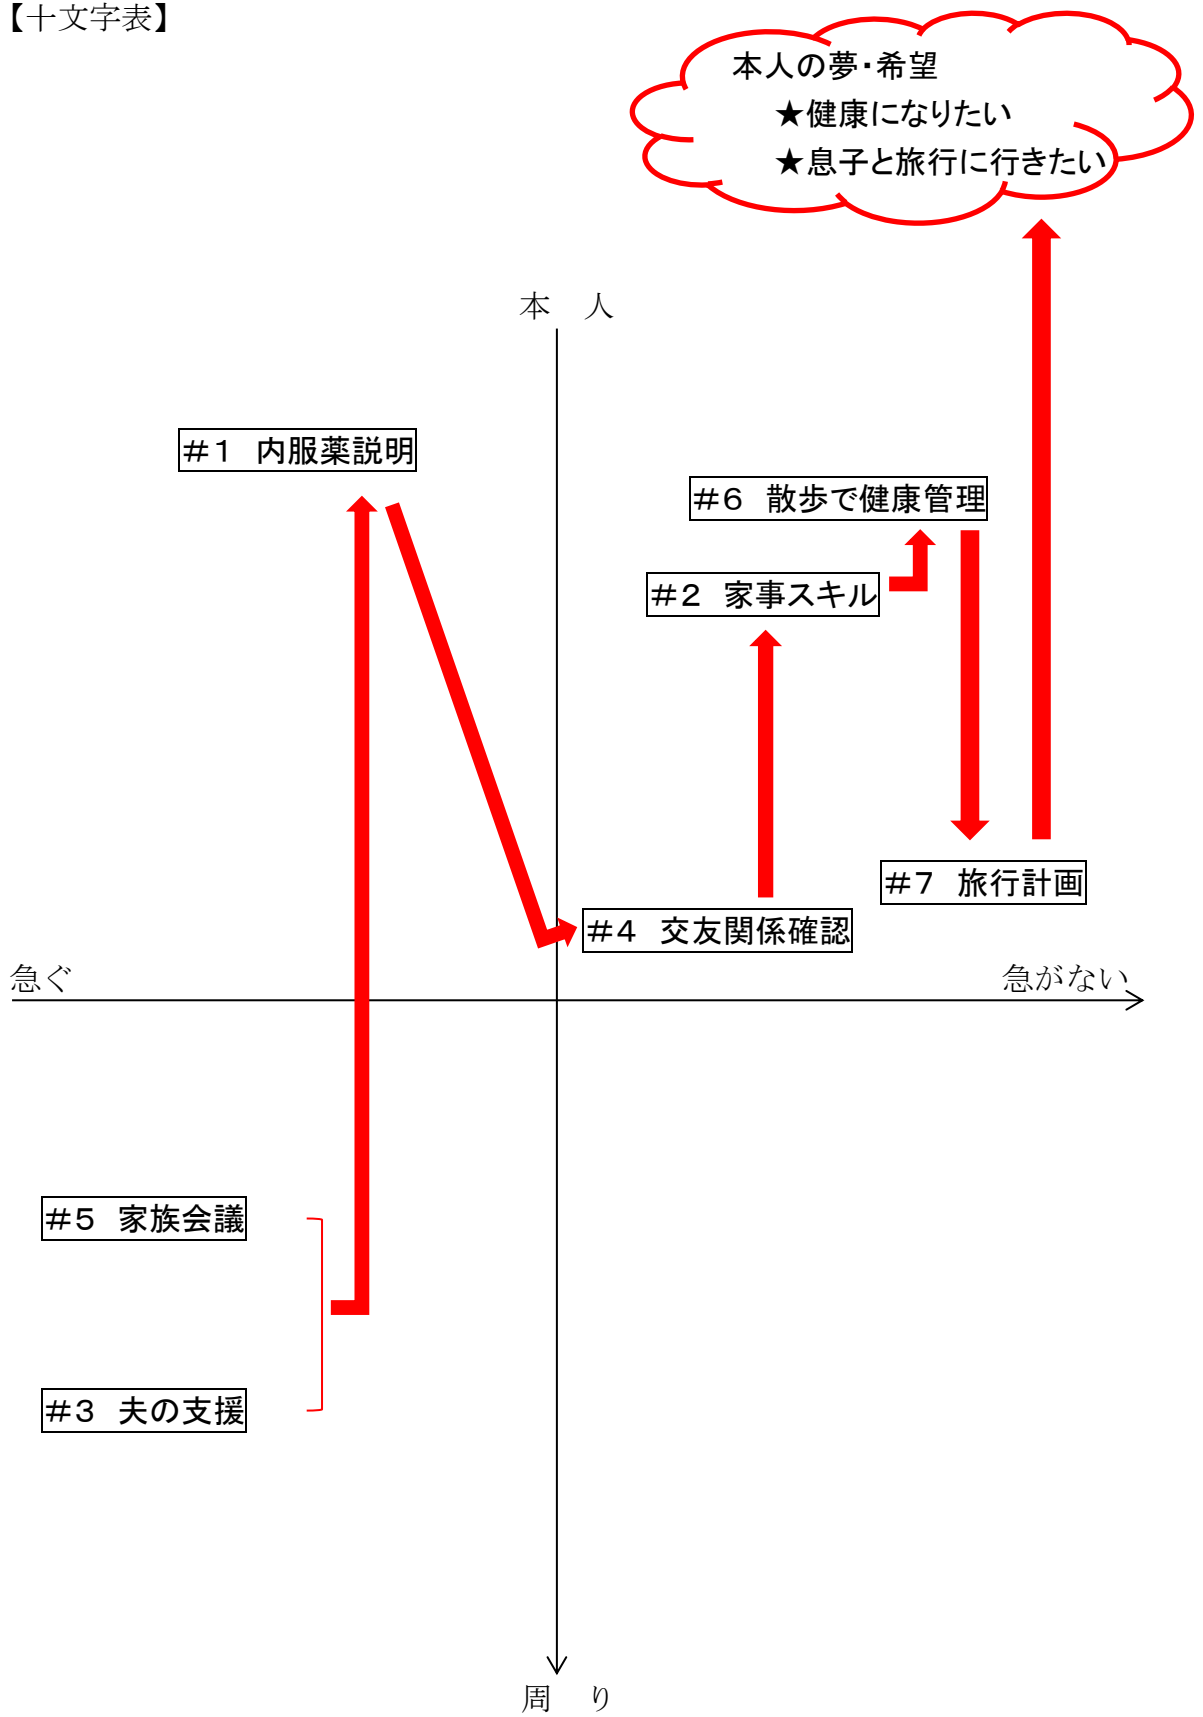 【十文字表】
本人の夢・希望
★健康になりたい
★息子と旅行に行きたい
本　人
＃1　内服薬説明
＃6　散歩で健康管理
＃2　家事スキル
＃7　旅行計画
＃4　交友関係確認
急ぐ
急がない
＃5　家族会議
＃3　夫の支援
周　り